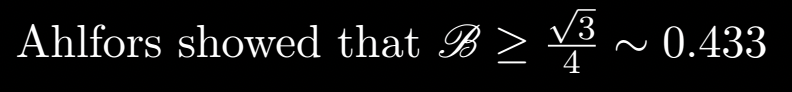 Ahlfors showed that ℬ ≥ √3/4 ∼ 0.433